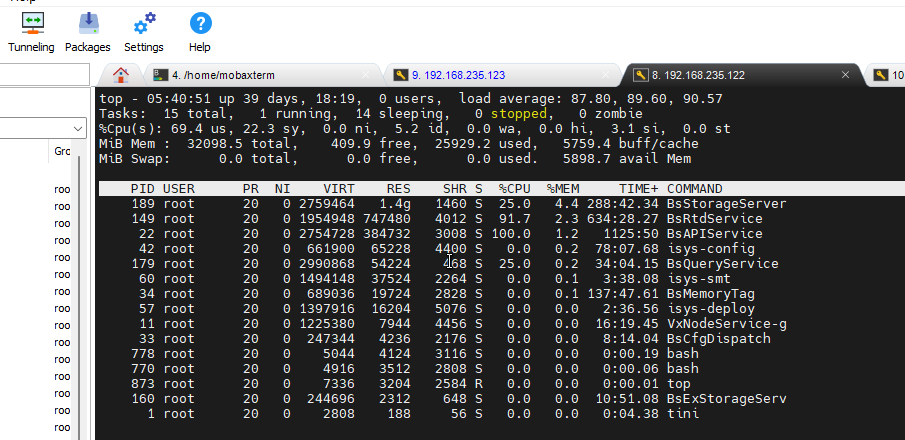 Help
Tunneling Packages Settings Help
4. /home/mobaxterm
9. 192.168.235.123
8. 192.168.235.122
10
top - 05:40:51 up 39 days, 18:19,  0 users,  load average: 87.80, 89.60, 90.57
Tasks:  15 total,   1 running,  14 sleeping,   0 stopped,   0 zombie
%Cpu(s): 69.4 us, 22.3 sy,  0.0 ni,  5.2 id,  0.0 wa,  0.0 hi,  3.1 si,  0.0 st
MiB Mem :  32098.5 total,    409.9 free,  25929.2 used,   5759.4 buff/cache
MiB Swap:      0.0 total,      0.0 free,      0.0 used.   5898.7 avail Mem
PID USER      PR  NI    VIRT    RES    SHR S  %CPU  %MEM     TIME+ COMMAND
189 root      20   0 2759464   1.4g   1460 S  25.0   4.4 288:42.34 BsStorageServer
149 root      20   0 1954948 747480   4012 S  91.7   2.3 634:28.27 BsRtdService
22 root      20   0 2754728 384732   3008 S 100.0   1.2   1125:50 BsAPIService
42 root      20   0  661900  65228   4400 S   0.0   0.2  78:07.68 isys-config
179 root      20   0 2990868  54224    468 S  25.0   0.2  34:04.15 BsQueryService
60 root      20   0 1494148  37524   2264 S   0.0   0.1   3:38.08 isys-smt
34 root      20   0  689036  19724   2828 S   0.0   0.1 137:47.61 BsMemoryTag
57 root      20   0 1397916  16204   5076 S   0.0   0.0   2:36.56 isys-deploy
11 root      20   0 1225380   7944   4456 S   0.0   0.0  16:19.45 VxNodeService-g
33 root      20   0  247344   4236   2176 S   0.0   0.0   8:14.04 BsCfgDispatch
778 root      20   0    5044   4124   3116 S   0.0   0.0   0:00.19 bash
770 root      20   0    4916   3512   2808 S   0.0   0.0   0:00.06 bash
873 root      20   0    7336   3204   2584 R   0.0   0.0   0:00.01 top
160 root      20   0  244696   2312    648 S   0.0   0.0  10:51.08 BsExStorageServ
1 root      20   0    2808    188     56 S   0.0   0.0   0:04.38 tini
Gro
roo
roo
roo
roo
roo
roo
roo
roo
roo
roo
roo
roo
roo